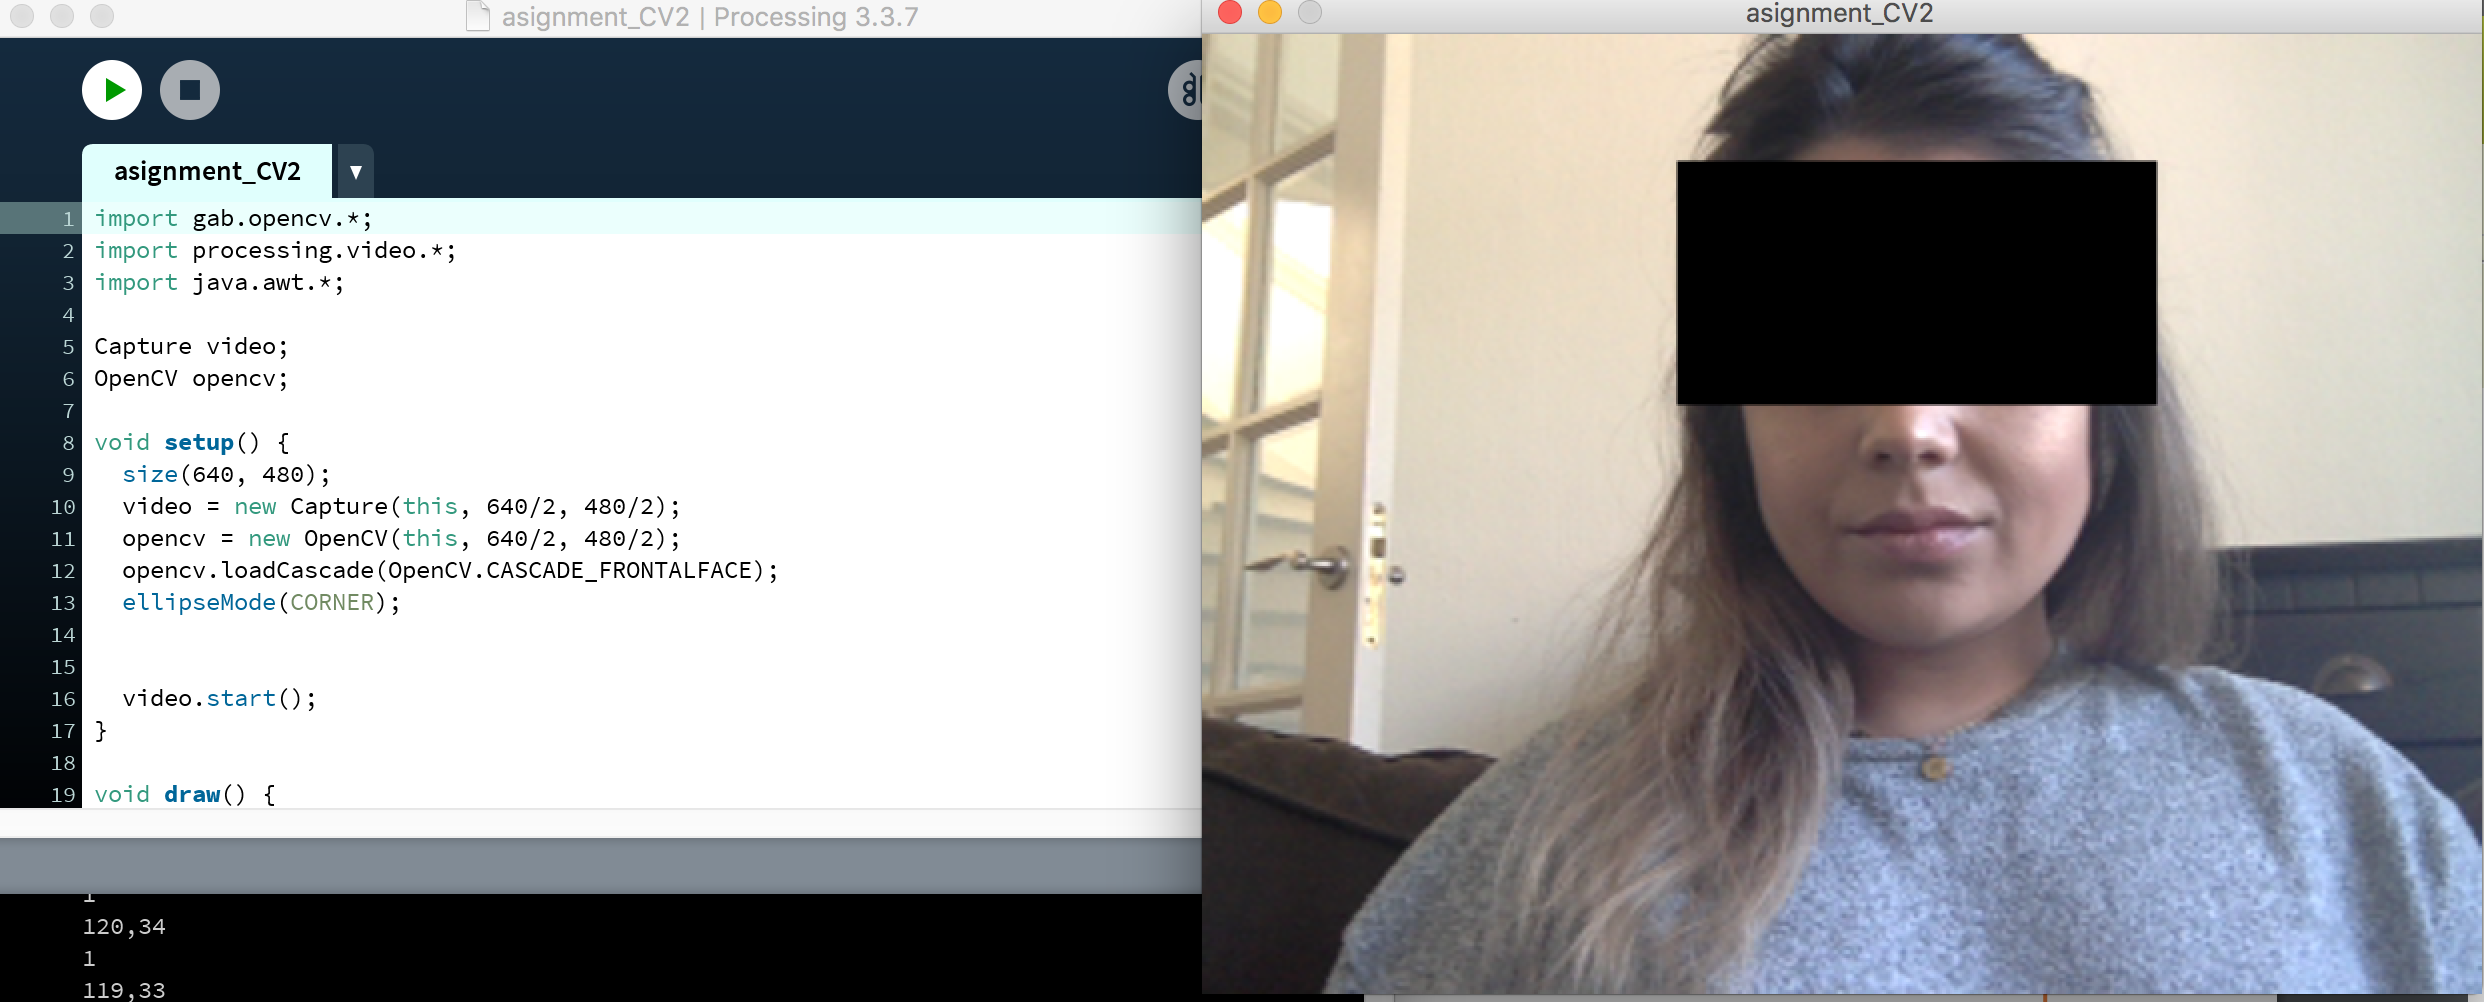 asignment_CV2 | Processing 3.3.7
asignment_CV2
asignment_CV2
1 import gab.opencv.*;
2 import processing.video.*;
3 import java.awt.*;
4
5 Capture video;
6 OpenCV opencv;
7
8 void setup() {
9 size(640, 480);
10 video = new Capture(this, 640/2, 480/2);
11 opencv = new OpenCV(this, 640/2, 480/2);
12 opencv.loadCascade(OpenCV.CASCADE_FRONTALFACE);
13 ellipseMode(CORNER);
14
15
16 video.start();
17 }
18
19 void draw() {
1
120,34
1
119,33